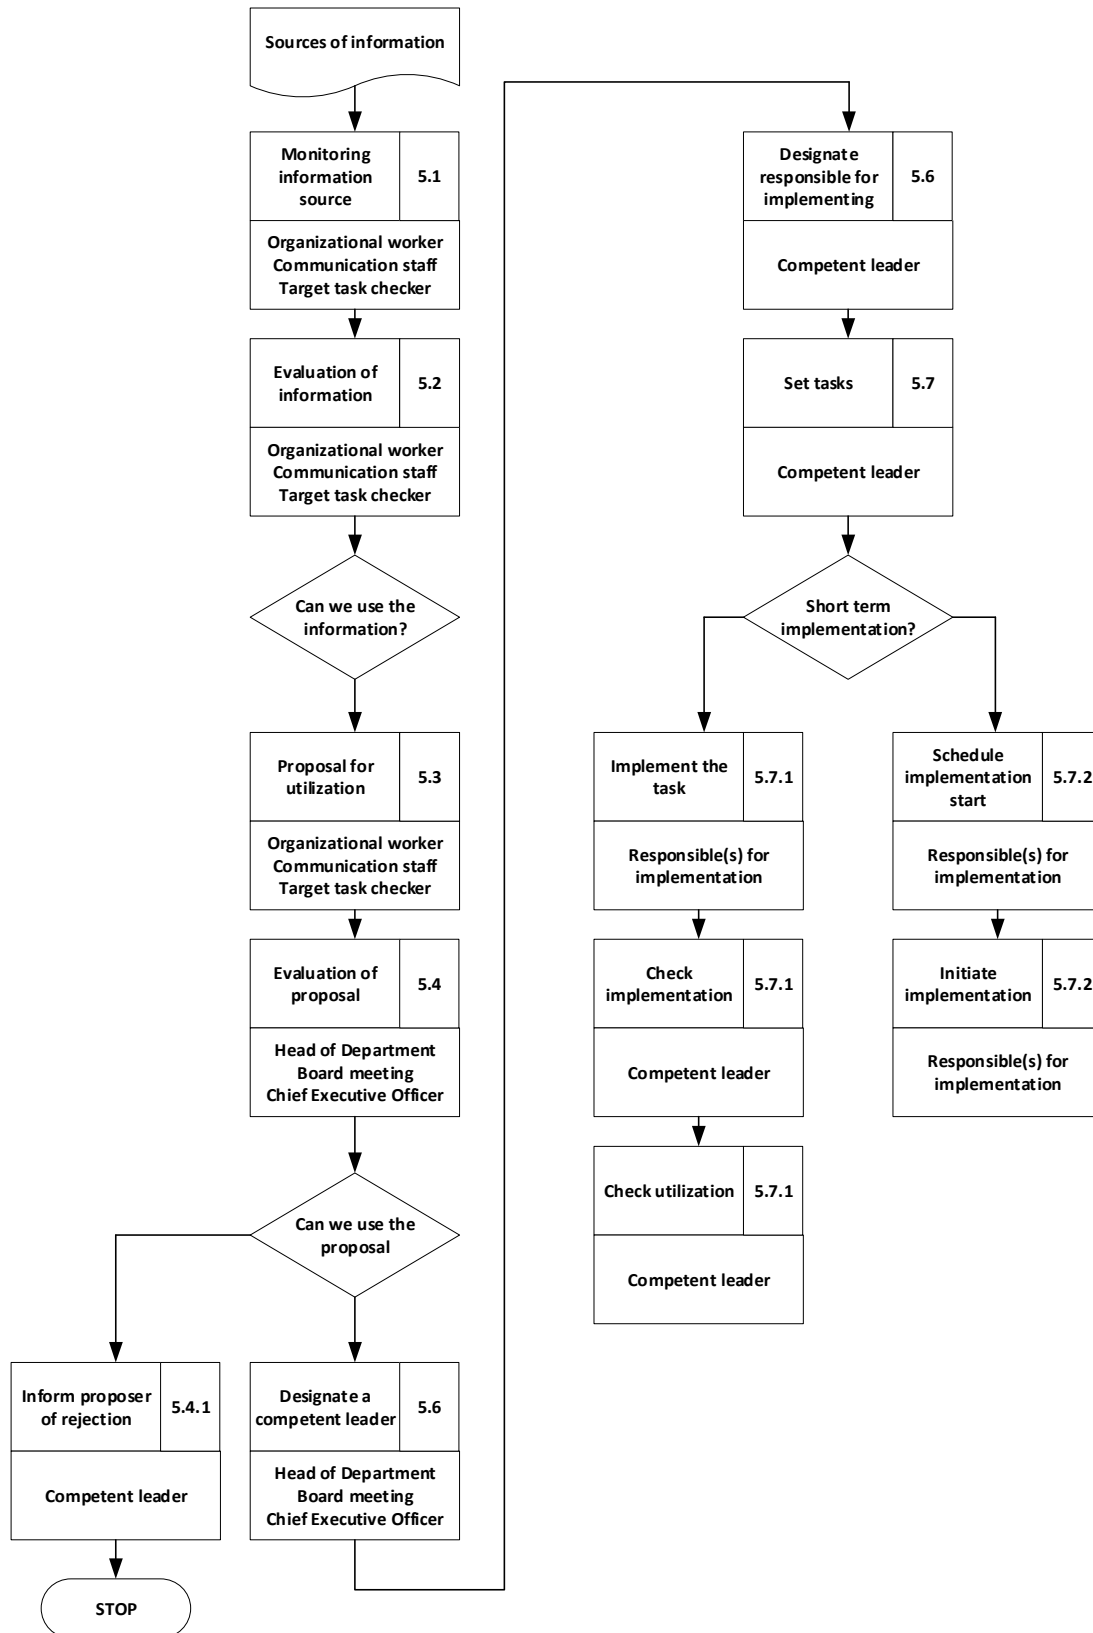 Sources of information
Monitoring
information
source
5.1
Organizational worker
Communication staff
Target task checker
Evaluation of
information
5.2
Organizational worker
Communication staff
Target task checker
Can we use the
information?
Proposal for
utilization
5.3
Organizational worker
Communication staff
Target task checker
Evaluation of
proposal
5.4
Head of Department
Board meeting
Chief Executive Officer
Can we use the
proposal
Inform proposer
of rejection
5.4.1
Competent leader
STOP
Designate a
competent leader
5.6
Head of Department
Board meeting
Chief Executive Officer
Designate
responsible for
implementing
5.6
Competent leader
Set tasks
5.7
Competent leader
Short term
implementation?
Implement the
task
5.7.1
Responsible(s) for
implementation
Check
implementation
5.7.1
Competent leader
Check utilization
5.7.1
Competent leader
Schedule
implementation
start
5.7.2
Responsible(s) for
implementation
Initiate
implementation
5.7.2
Responsible(s) for
implementation